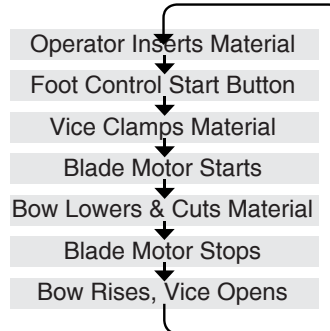 Operator Inserts Material
Foot Control Start Button
Vice Clamps Material
Blade Motor Starts
Bow Lowers & Cuts Material
Blade Motor Stops
Bow Rises, Vice Opens